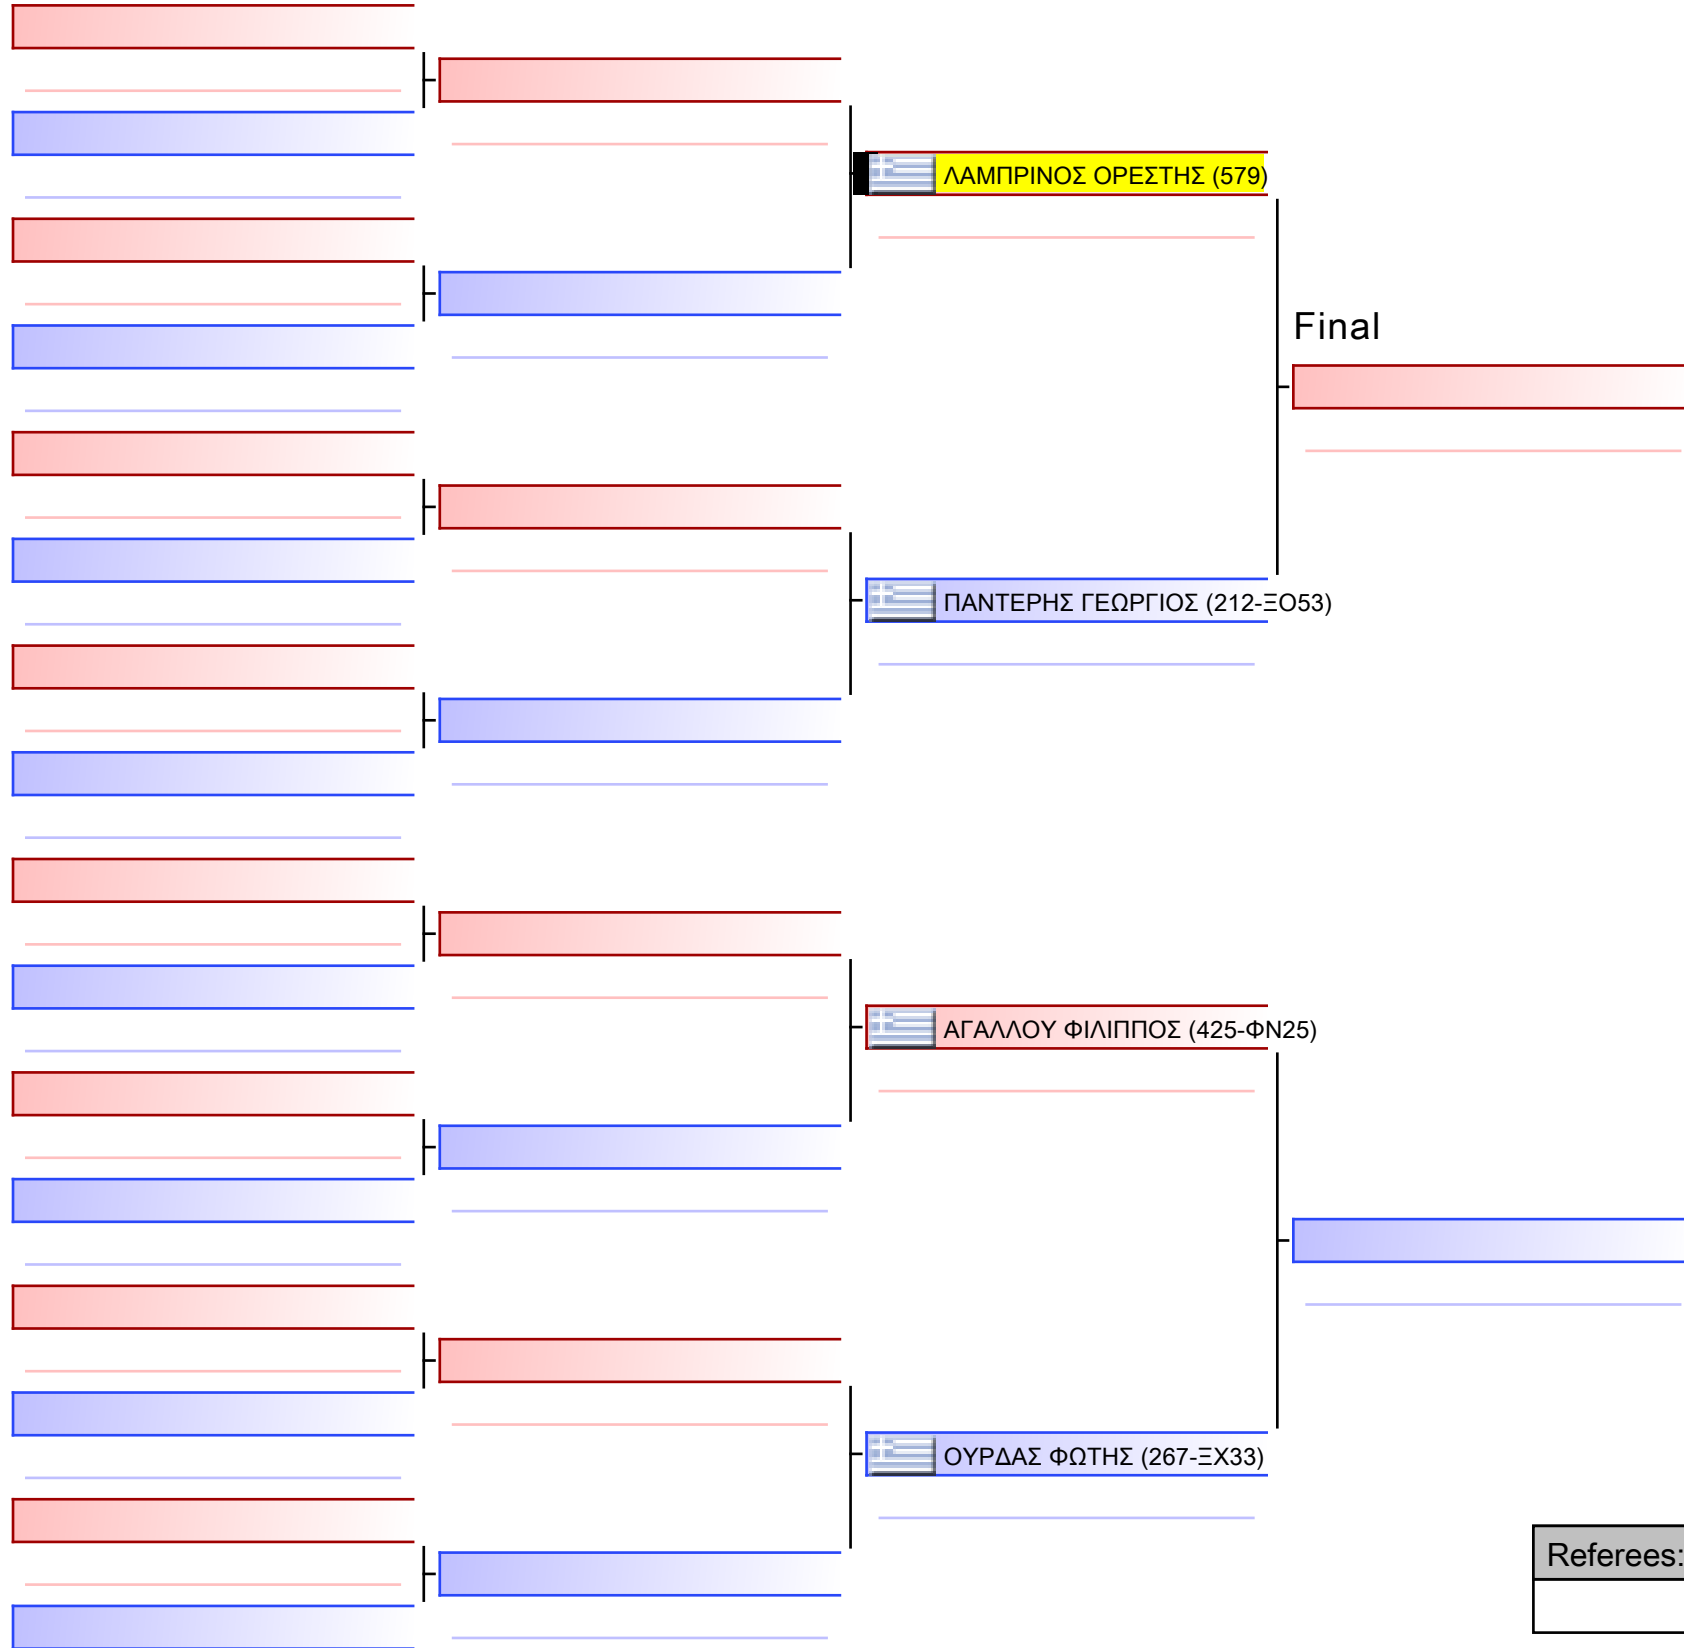 ΛΑΜΠΡΙΝΟΣ ΟΡΕΣΤΗΣ (579)
Final
ΠΑΝΤΕΡΗΣ ΓΕΩΡΓΙΟΣ (212-ΞΟ53)
ΑΓΑΛΛΟΥ ΦΙΛΙΠΠΟΣ (425-ΦΝ25)
ΟΥΡΔΑΣ ΦΩΤΗΣ (267-ΞΧ33)
Referees: